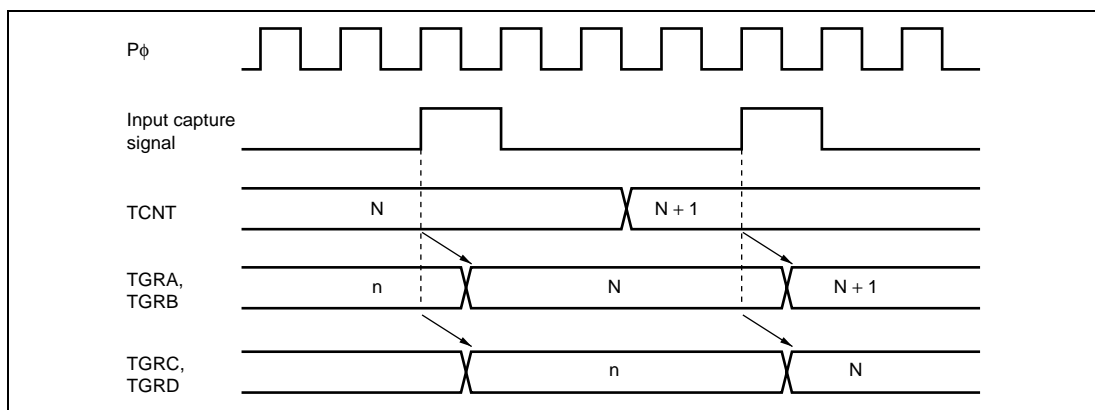 Pφ
Input capture
signal
TCNT
N
N + 1
TGRA,
TGRB
n
N
N + 1
TGRC,
TGRD
n
N